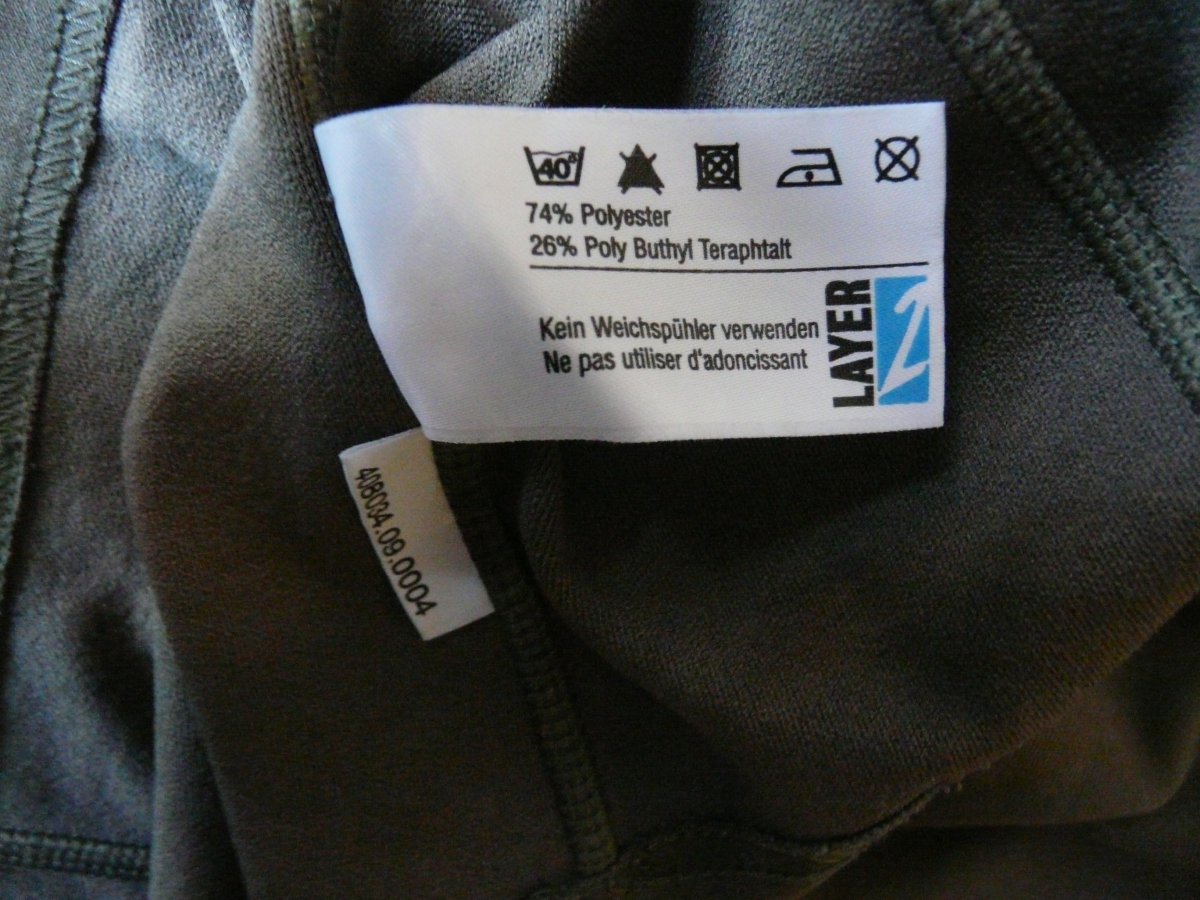 40°
74% Polyester
26% Poly Buthyl Teraphtalt
Kein Weichspühler verwenden
Ne pas utiliser d'adoncissant
LAYER 2
408034.09.0004